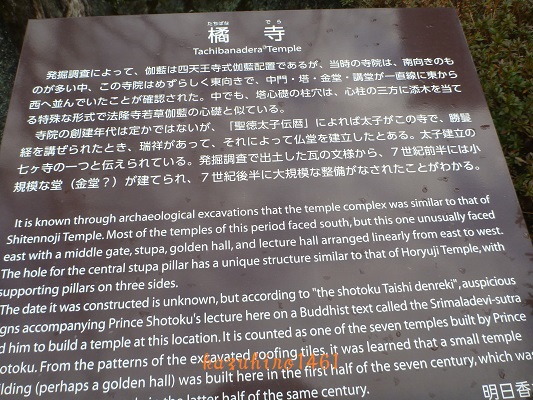 たちばな でら
橘 寺
Tachibanadera Temple
発掘調査によって、伽藍は四天王寺式伽藍配置であるが、当時の寺院は、南向きのも
のが多い中、この寺院はめずらしく東向きで、中門・塔・金堂・講堂が一直線に東から
西へ並んでいたことが確認された。中でも、塔心礎の柱穴は、心柱の三方に添木を当て
る特殊な形式で法隆寺若草伽藍の心礎と似ている。
寺院の創建年代は定かではないが、「聖徳太子伝暦」によれば太子がこの寺で、勝鬘
経を講ぜられたとき、瑞祥があって、それによって仏堂を建立したとある。太子建立の
七ヶ寺の一つと伝えられている。発掘調査で出土した瓦の文様から、7世紀前半には小
規模な堂(金堂?)が建てられ、7世紀後半に大規模な整備がなされたことがわかる。
It is known through archaeological excavations that the temple complex was similar to that of
Shitennoji Temple. Most of the temples of this period faced south, but this one unusually faced
east with a middle gate, stupa, golden hall, and lecture hall arranged linearly from east to west.
The hole for the central stupa pillar has a unique structure similar to that of Horyuji Temple, with
supporting pillars on three sides.
The date it was constructed is unknown, but according to "the shotoku Taishi denreki", auspicious
gns accompanying Prince Shotoku's lecture here on a Buddhist text called the Srimaladevi-sutra
d him to build a temple at this location. It is counted as one of the seven temples built by Prince
otoku. From the patterns of the excavated roofing tiles, it was learned that a small temple
ilding (perhaps a golden hall) was built here in the first half of the seven century, which was
in the latter half of the same century.
明日香
kazuhino1461